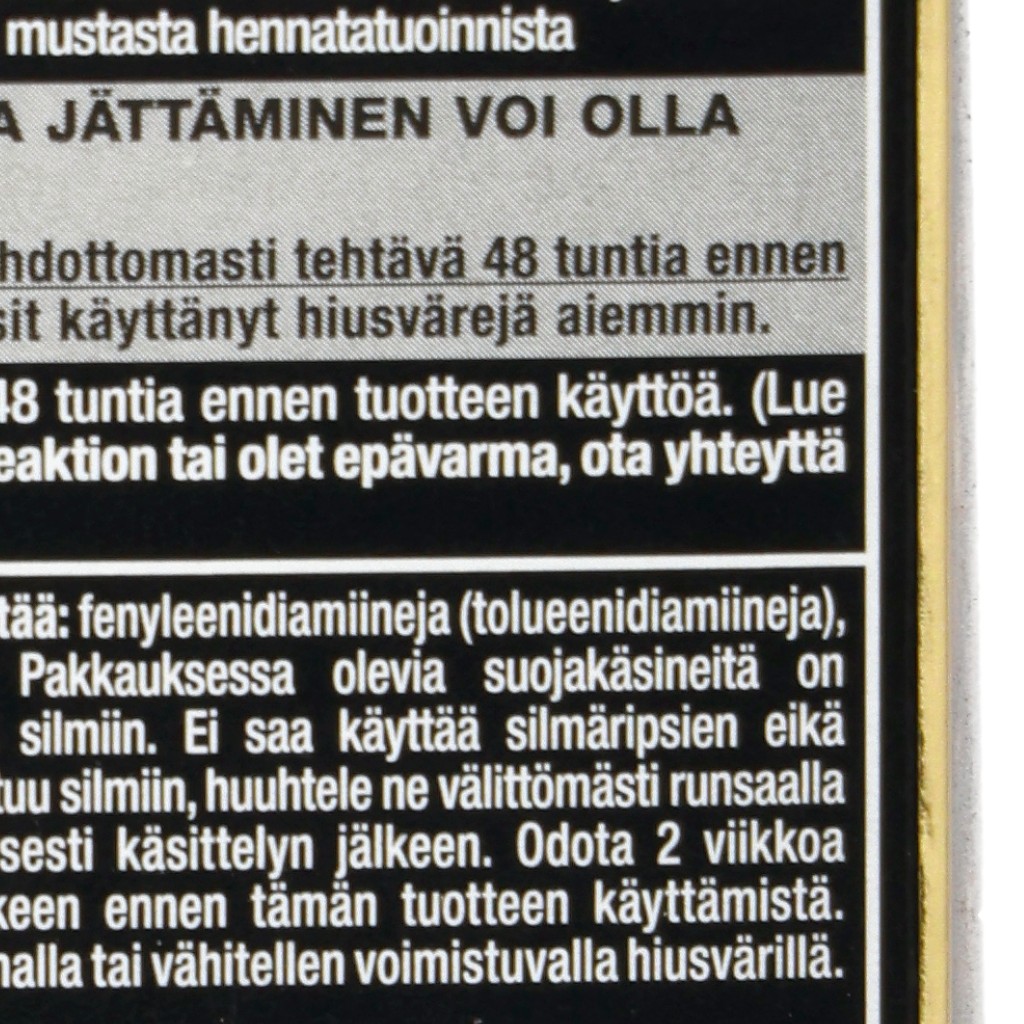 mustasta hennatatuoinnista
A JÄTTÄMINEN VOI OLLA
hdottomasti tehtävä 48 tuntia ennen
sit käyttänyt hiusvärejä aiemmin.
48 tuntia ennen tuotteen käyttöä. (Lue
eaktion tai olet epävarma, ota yhteyttä
tää: fenyleenidiamiineja (tolueenidiamiineja),
Pakkauksessa olevia suojakäsineitä on
silmiin. Ei saa käyttää silmäripsien eikä
tuu silmiin, huuhtele ne välittömästi runsaalla
sesti käsittelyn jälkeen. Odota 2 viikkoa
keen ennen tämän tuotteen käyttämistä.
nalla tai vähitellen voimistuvalla hiusvärillä.